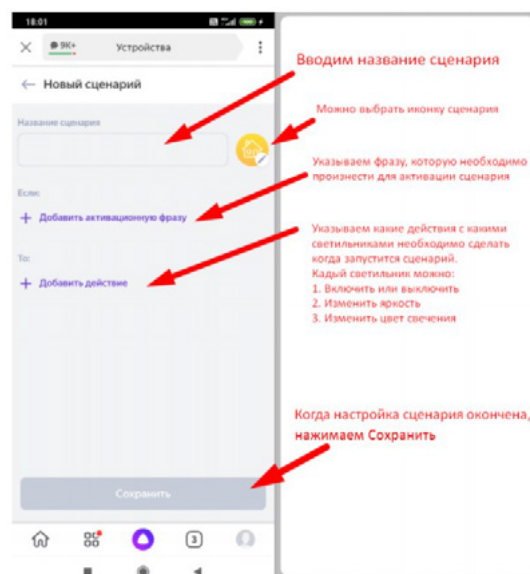 18:01
9K+ Устройства
Вводим название сценария
← Новый сценарий
Название сценария
Можно выбрать иконку сценария
Указываем фразу, которую необходимо
произнести для активации сценария
Если:
+ Добавить активационную фразу
Указываем какие действия с какими
светильниками необходимо сделать
когда запустится сценарий.
Кадый светильник можно:
1. Включить или выключить
2. Изменить яркость
3. Изменить цвет свечения
То:
+ Добавить действие
Когда настройка сценария окончена,
нажимаем Сохранить
Сохранить
3